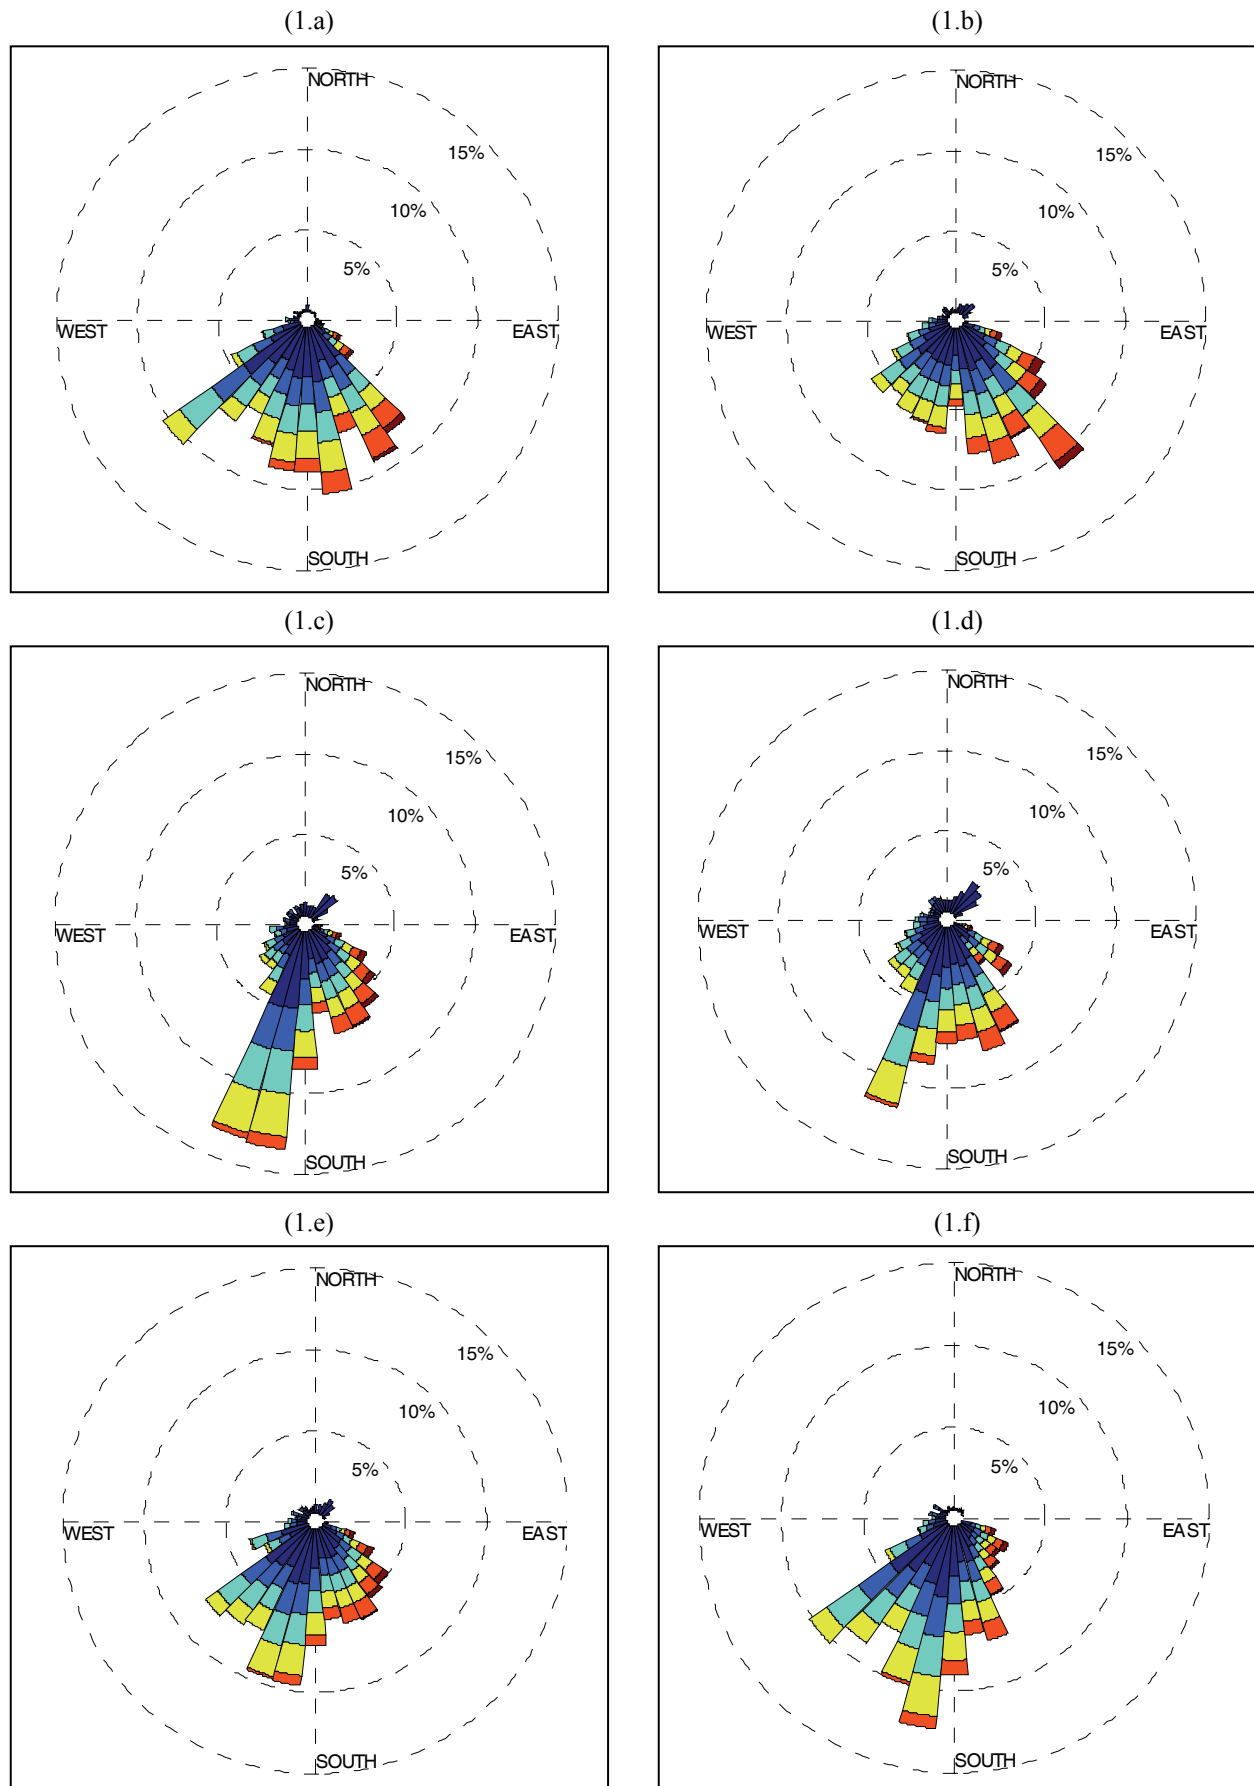 (1.a)
NORTH
15%
10%
5%
WEST
EAST
SOUTH
(1.b)
NORTH
15%
10%
5%
WEST
EAST
SOUTH
(1.c)
NORTH
15%
10%
5%
WEST
EAST
SOUTH
(1.d)
NORTH
15%
10%
5%
WEST
EAST
SOUTH
(1.e)
NORTH
15%
10%
5%
WEST
EAST
SOUTH
(1.f)
NORTH
15%
10%
5%
WEST
EAST
SOUTH